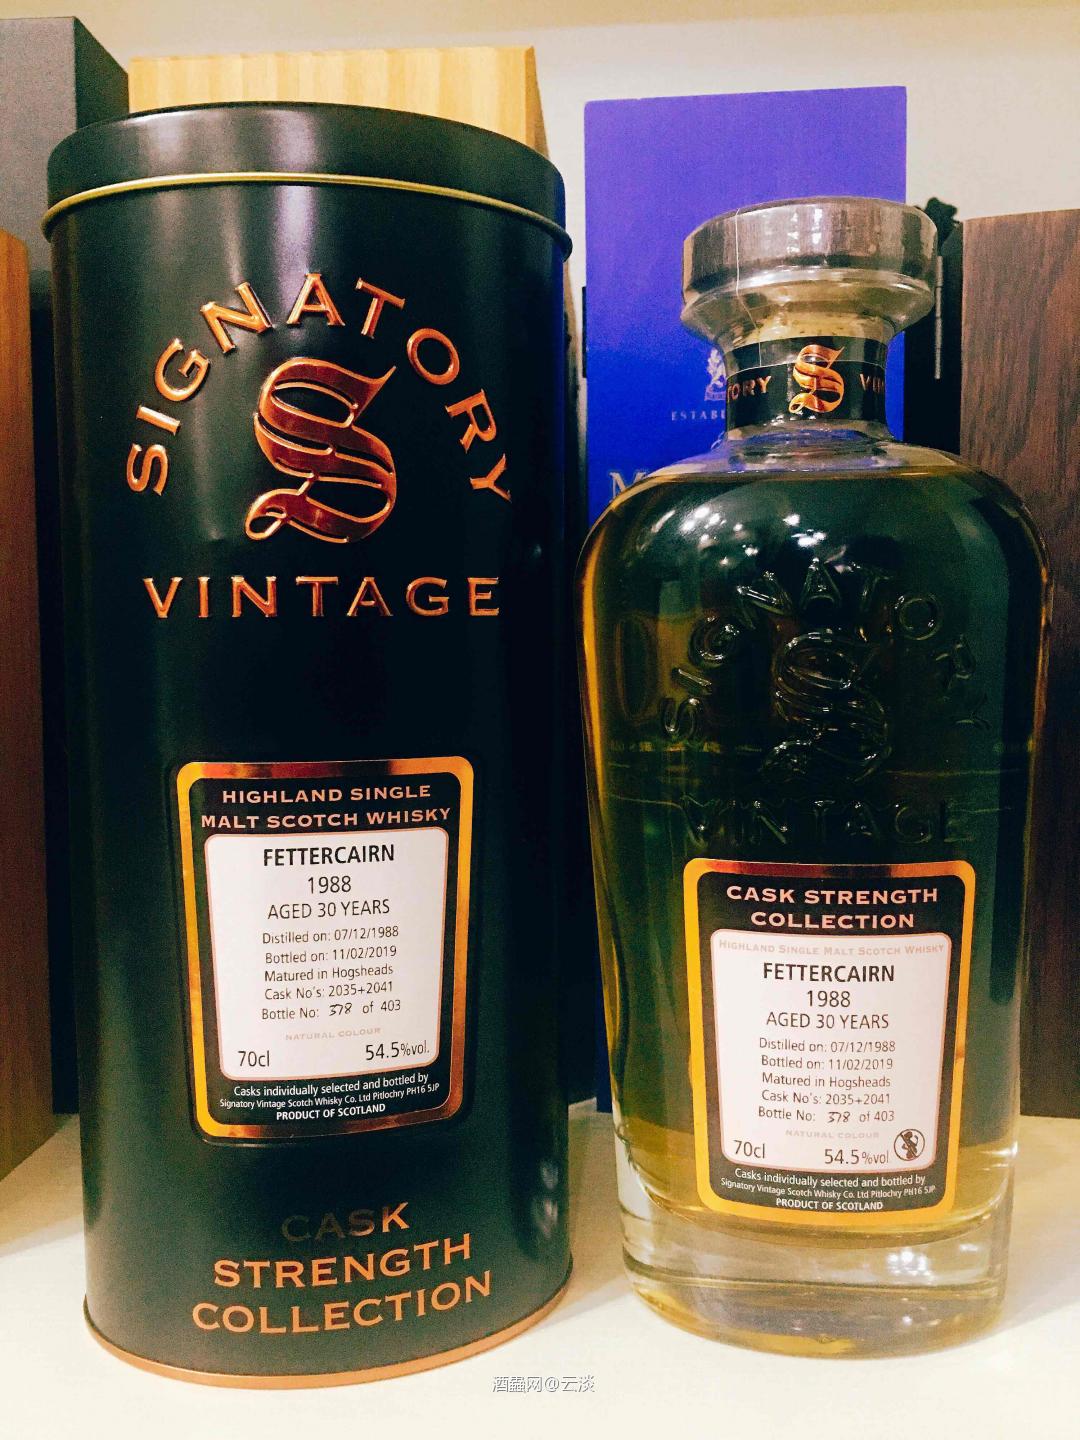 SIGNATORY
S
VINTAGE
HIGHLAND SINGLE
MALT SCOTCH WHISKY
FETTERCAIRN
1988
AGED 30 YEARS
Distilled on: 07/12/1988
Bottled on: 11/02/2019
Matured in Hogsheads
Cask No's: 2035+2041
Bottle No: 378 of 403
NATURAL COLOUR
70cl 54.5%vol.
Casks individually selected and bottled by
Signatory Vintage Scotch Whisky Co. Ltd Pitlochry PH16 5JP
PRODUCT OF SCOTLAND
CASK
STRENGTH
COLLECTION
TORY S VIN
SIGNATORY
S
VINTAGE
CASK STRENGTH
COLLECTION
HIGHLAND SINGLE MALT SCOTCH WHISKY
FETTERCAIRN
1988
AGED 30 YEARS
Distilled on: 07/12/1988
Bottled on: 11/02/2019
Matured in Hogsheads
Cask No's: 2035+2041
Bottle No: 378 of 403
NATURAL COLOUR
70cl 54.5%vol.
Casks individually selected and bottled by
Signatory Vintage Scotch Whisky Co. Ltd Pitlochry PH16 5JP
PRODUCT OF SCOTLAND
ESTABL
M
酒蟲网@云淡